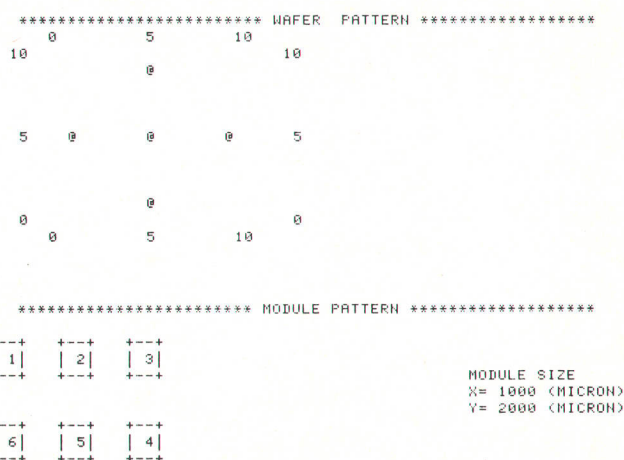 ************************* WAFER  PATTERN ******************
0 5 10
10 10
@
5 @ @ @ 5
@
0 0
0 5 10
************************ MODULE PATTERN *******************
--+ +--+ +--+
1| | 2| | 3|
--+ +--+ +--+
MODULE SIZE
X= 1000 (MICRON)
Y= 2000 (MICRON)
--+ +--+ +--+
6| | 5| | 4|
--+ +--+ +--+